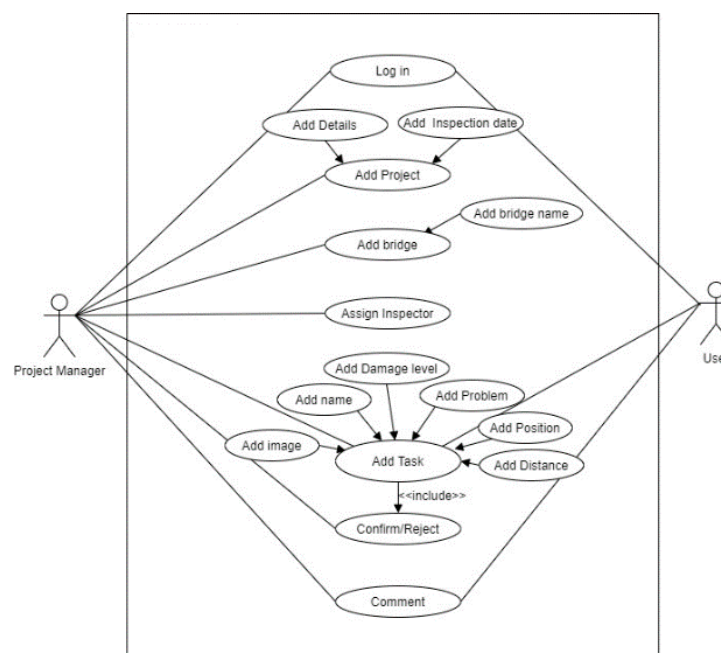 Log in
Add Details
Add Inspection date
Add Project
Add bridge name
Add bridge
Assign Inspector
Project Manager
Use
Add Damage level
Add name
Add Problem
Add Position
Add image
Add Task
Add Distance
<<include>>
Confirm/Reject
Comment